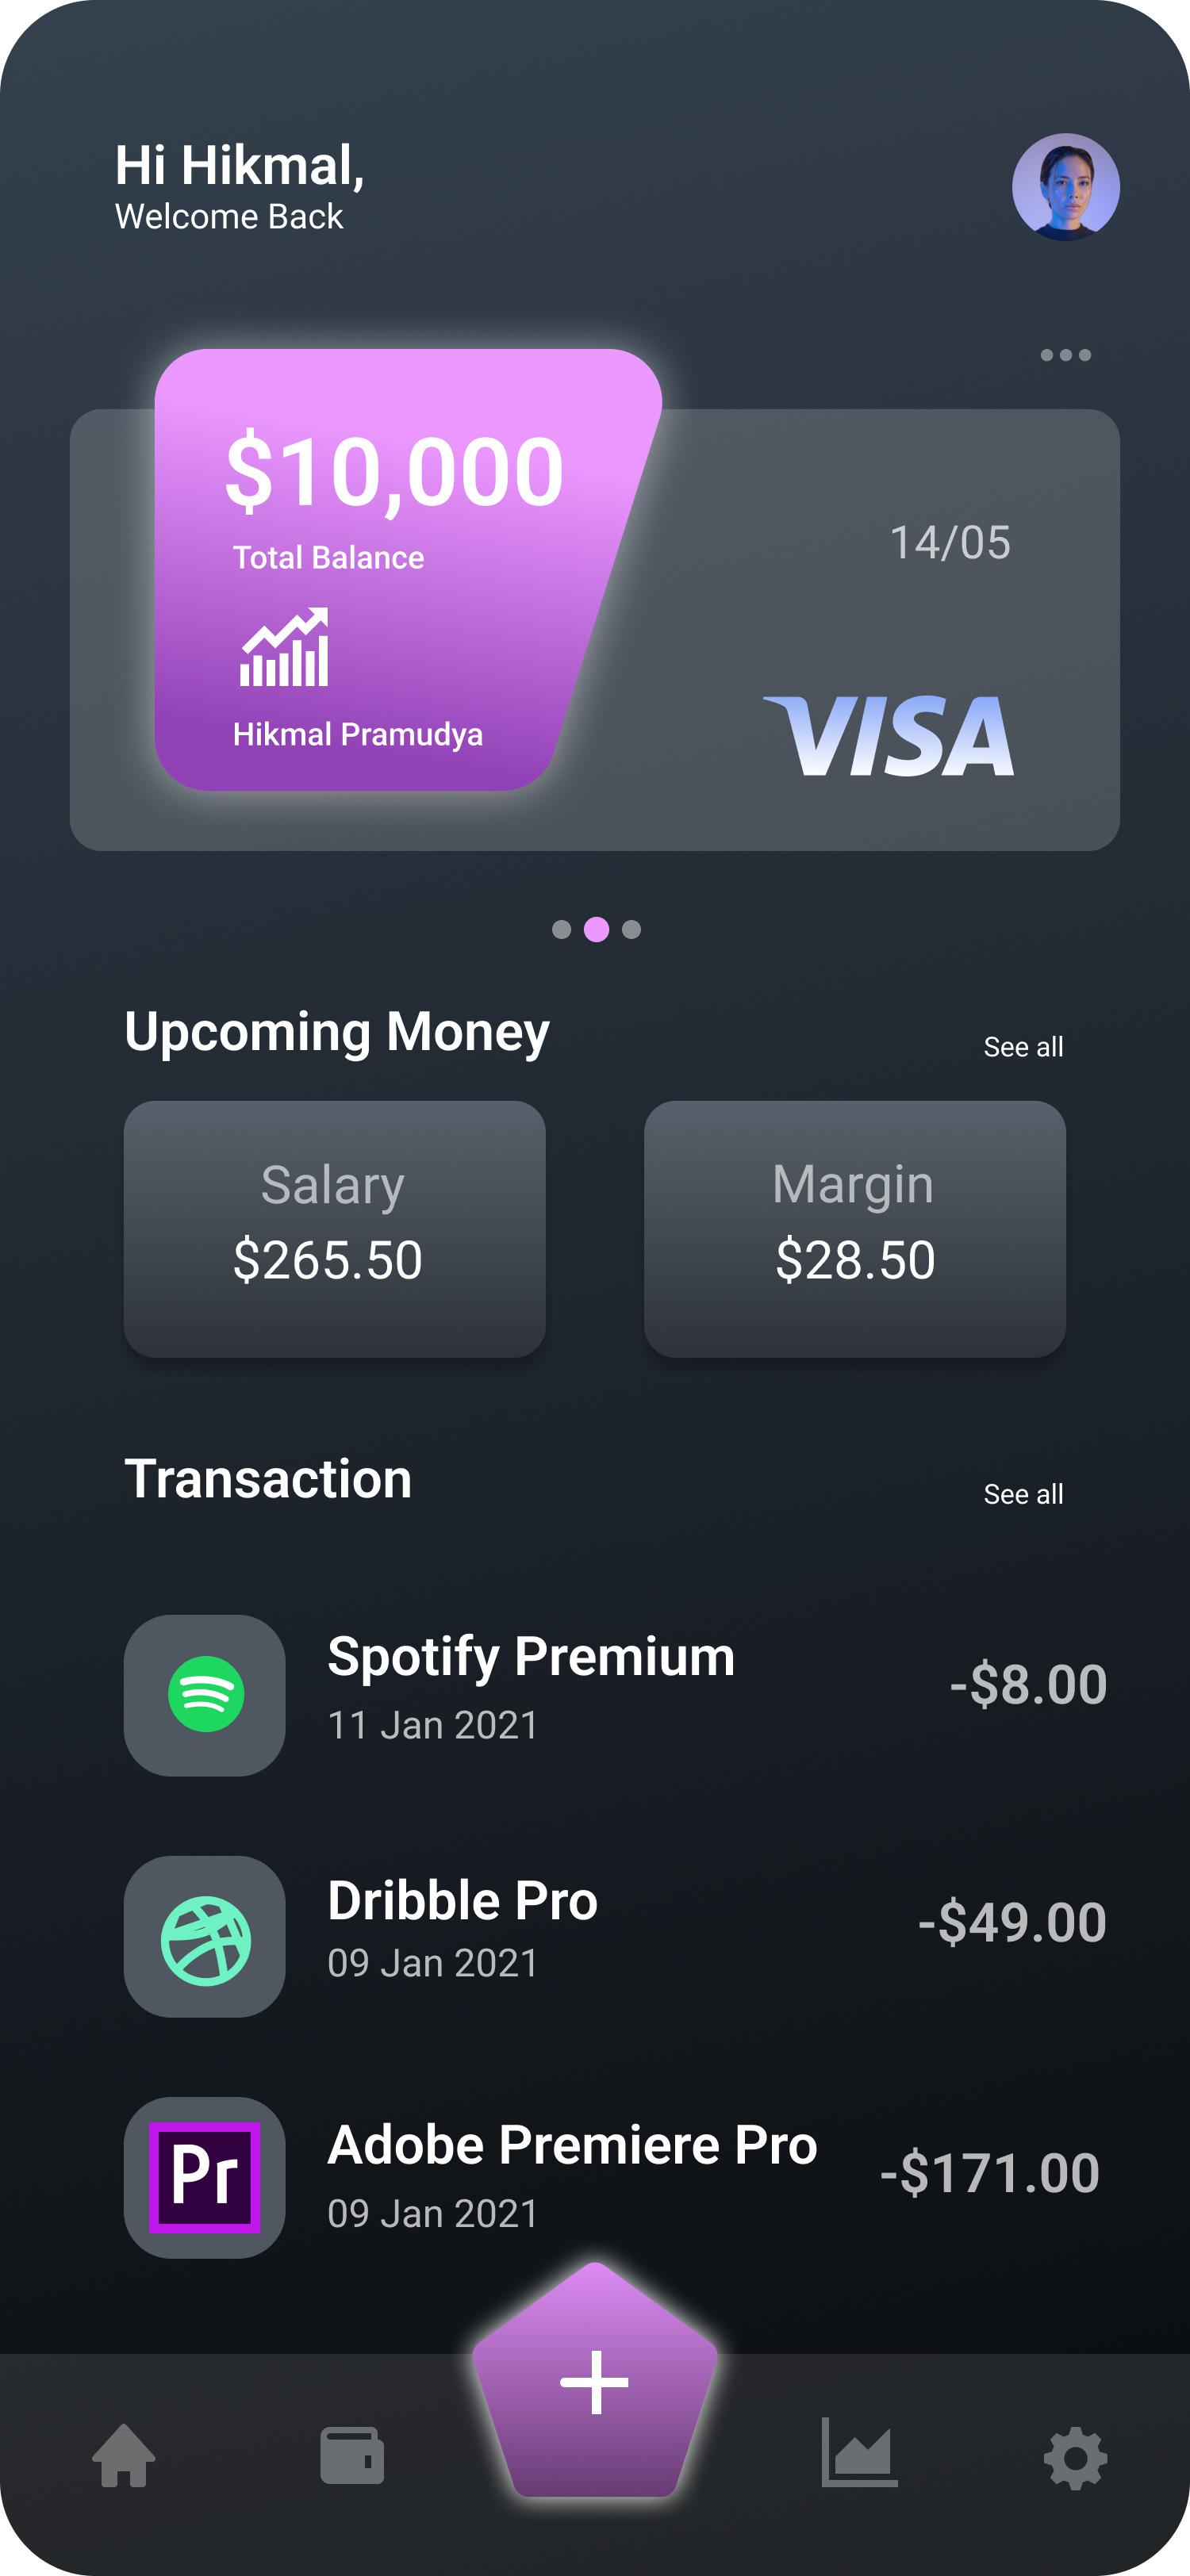 Hi Hikmal,
Welcome Back
$10,000
Total Balance
Hikmal Pramudya
14/05
VISA
Upcoming Money
See all
Salary
$265.50
Margin
$28.50
Transaction
See all
Spotify Premium
11 Jan 2021
-$8.00
Dribble Pro
09 Jan 2021
-$49.00
Pr
Adobe Premiere Pro
09 Jan 2021
-$171.00